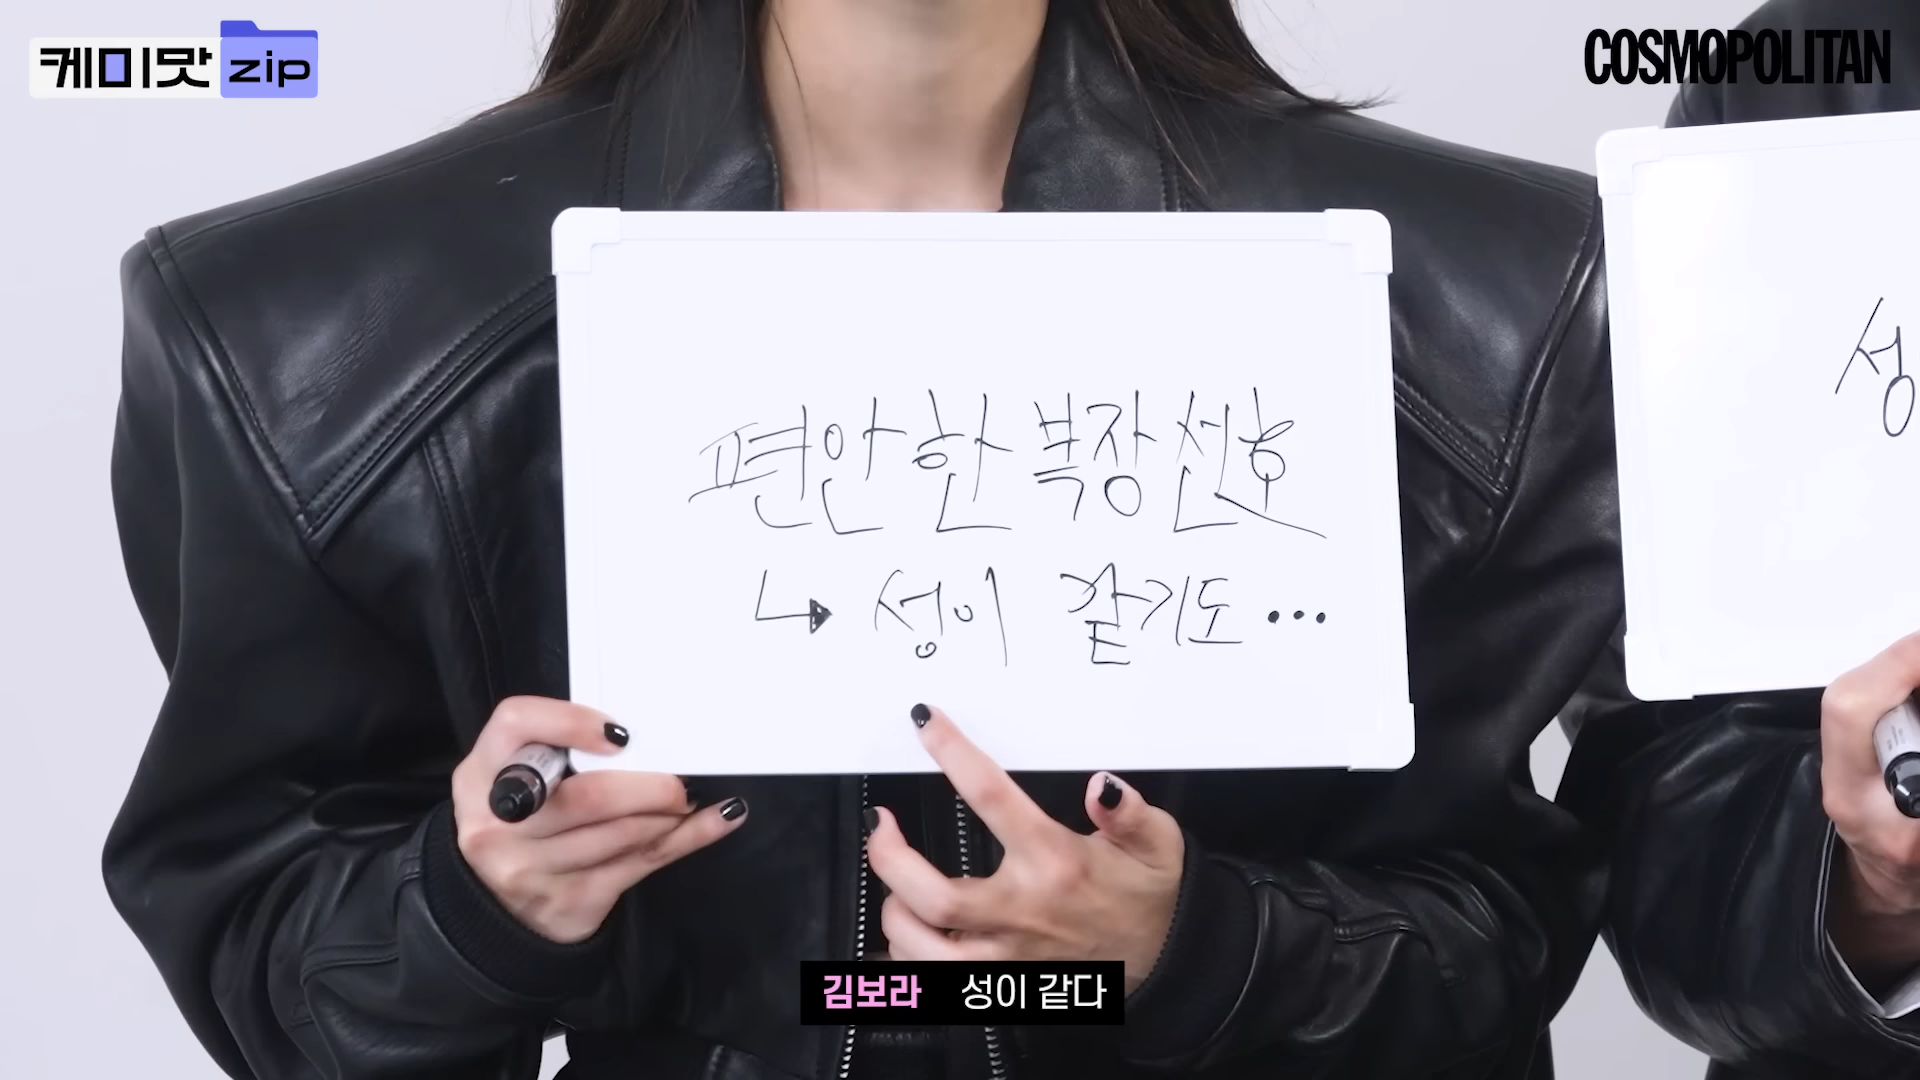 케미맛 zip
COSMOPOLITAN
편안한 복장 선호
↳ 성이 같기도...
성
김보라 성이 같다